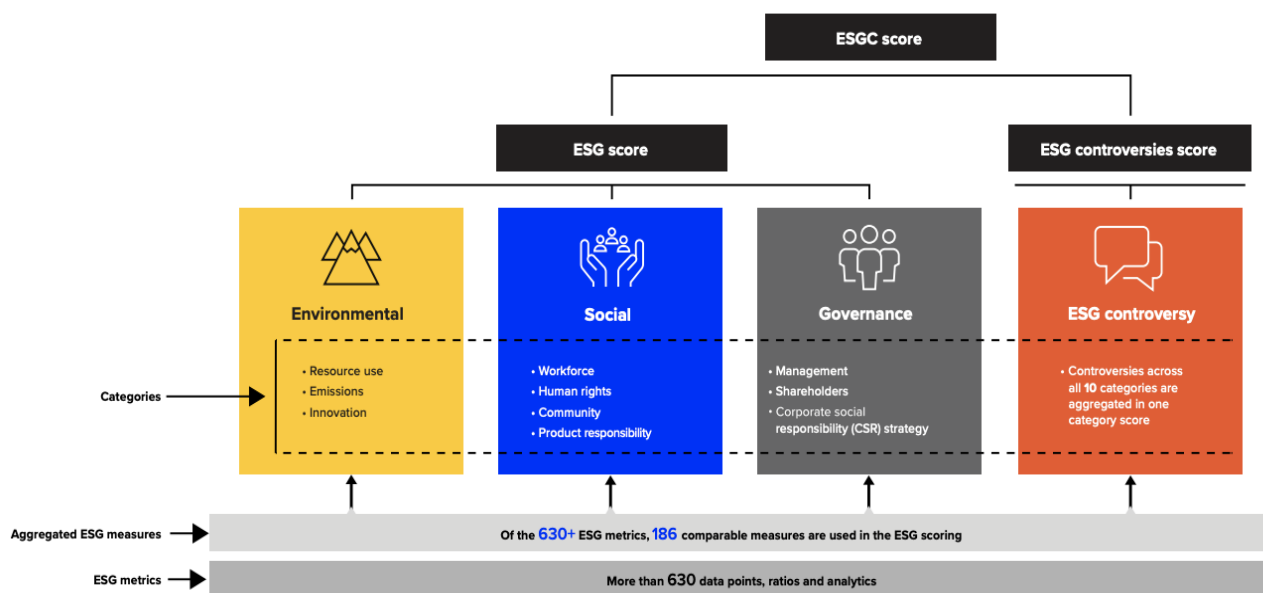 ESGC score
ESG score
ESG controversies score
Environmental
Social
Governance
ESG controversy
Categories
• Resource use
• Emissions
• Innovation
• Workforce
• Human rights
• Community
• Product responsibility
• Management
• Shareholders
• Corporate social
responsibility (CSR) strategy
• Controversies across
all 10 categories are
aggregated in one
category score
Aggregated ESG measures
Of the 630+ ESG metrics, 186 comparable measures are used in the ESG scoring
ESG metrics
More than 630 data points, ratios and analytics